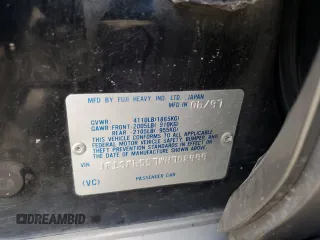 MFD BY FUJI HEAVY IND. LTD. JAPAN
MFD IN 06/97
GVWR: 4110LB(1865KG)
GAWR:FRONT-2005LB( 910KG)
REAR -2105LB( 955KG)
THIS VEHICLE CONFORMS TO ALL APPLICABLE
FEDERAL MOTOR VEHICLE SAFETY, BUMPER, AND
THEFT PREVENTION STANDARDS IN EFFECT ON THE
DATE OF MANUFACTURE SHOWN ABOVE.
VIN
(VC) PASSENGER CAR